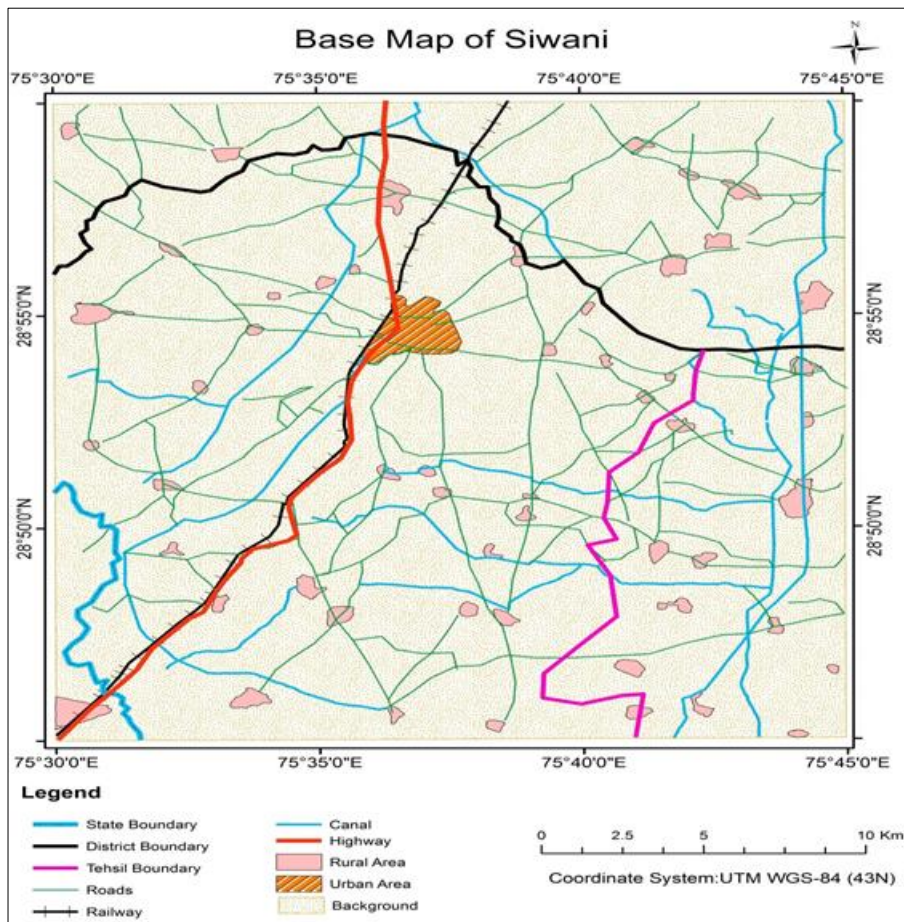 Base Map of Siwani
N
75°30'0"E 75°35'0"E 75°40'0"E 75°45'0"E
28°55'0"N 28°55'0"N
28°50'0"N 28°50'0"N
75°30'0"E 75°35'0"E 75°40'0"E 75°45'0"E
Legend
State Boundary
District Boundary
Tehsil Boundary
Roads
Railway
Canal
Highway
Rural Area
Urban Area
Background
0 2.5 5 10 Km
Coordinate System:UTM WGS-84 (43N)